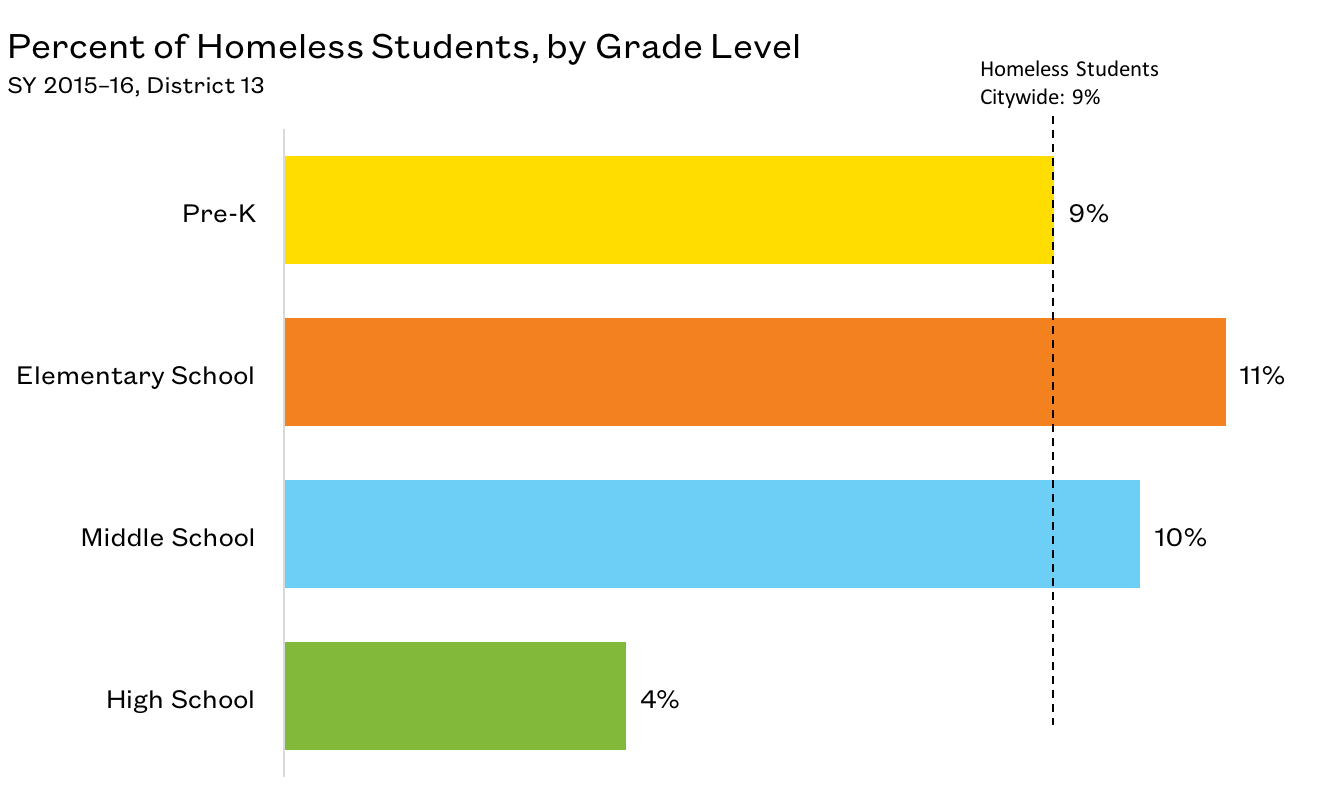 Percent of Homeless Students, by Grade Level
SY 2015–16, District 13
Homeless Students
Citywide: 9%
Pre-K
9%
Elementary School
11%
Middle School
10%
High School
4%